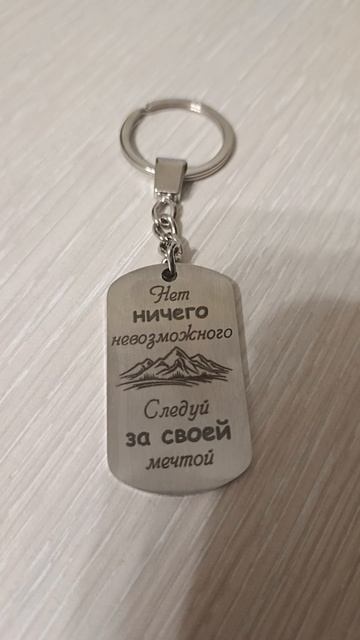 Нет
ничего
невозможного
Следуй
за своей
мечтой